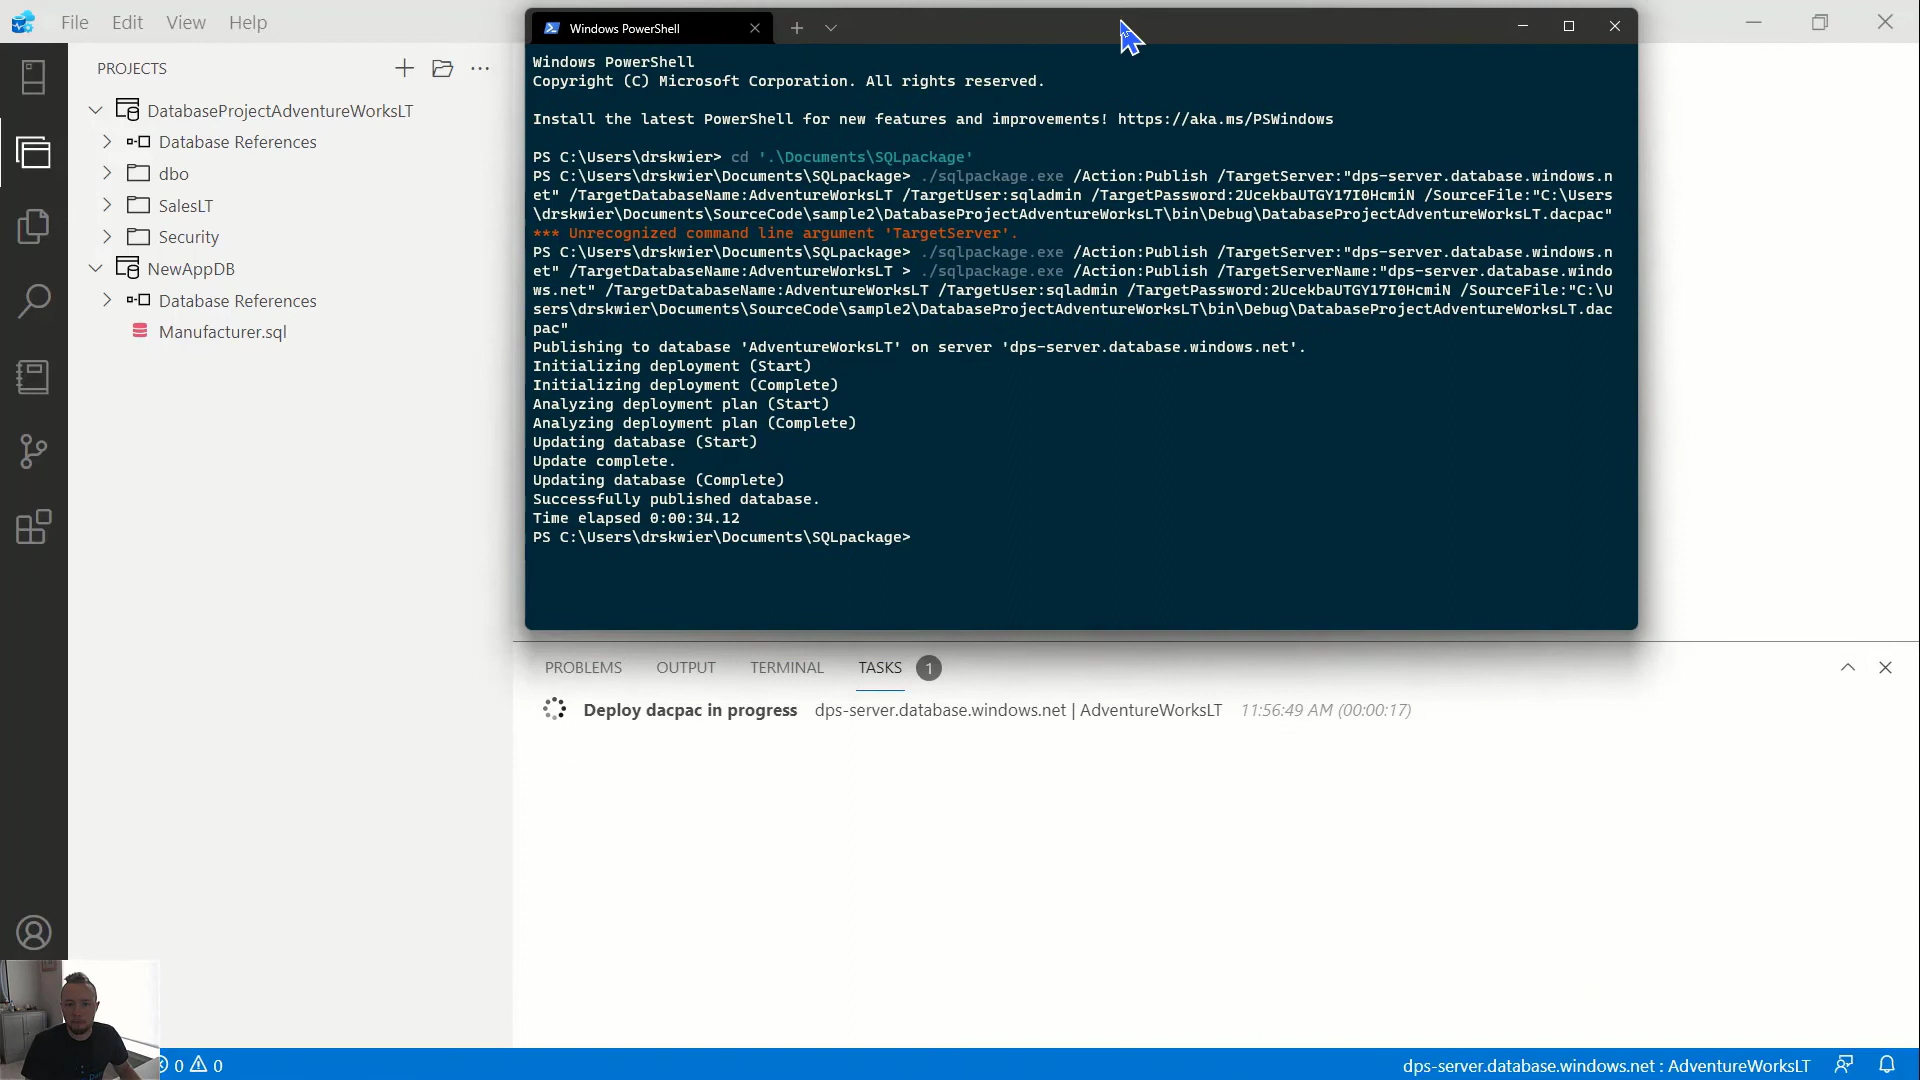 File Edit View Help
PROJECTS
DatabaseProjectAdventureWorksLT
Database References
dbo
SalesLT
Security
NewAppDB
Database References
Manufacturer.sql
Windows PowerShell
Windows PowerShell
Copyright (C) Microsoft Corporation. All rights reserved.
Install the latest PowerShell for new features and improvements! https://aka.ms/PSWindows
PS C:\Users\drskwier> cd '.\Documents\SQLpackage'
PS C:\Users\drskwier\Documents\SQLpackage> ./sqlpackage.exe /Action:Publish /TargetServer:"dps-server.database.windows.n
et" /TargetDatabaseName:AdventureWorksLT /TargetUser:sqladmin /TargetPassword:2UcekbaUTGY17I0HcmiN /SourceFile:"C:\Users
\drskwier\Documents\SourceCode\sample2\DatabaseProjectAdventureWorksLT\bin\Debug\DatabaseProjectAdventureWorksLT.dacpac"
*** Unrecognized command line argument 'TargetServer'.
PS C:\Users\drskwier\Documents\SQLpackage> ./sqlpackage.exe /Action:Publish /TargetServer:"dps-server.database.windows.n
et" /TargetDatabaseName:AdventureWorksLT > ./sqlpackage.exe /Action:Publish /TargetServerName:"dps-server.database.windo
ws.net" /TargetDatabaseName:AdventureWorksLT /TargetUser:sqladmin /TargetPassword:2UcekbaUTGY17I0HcmiN /SourceFile:"C:\U
sers\drskwier\Documents\SourceCode\sample2\DatabaseProjectAdventureWorksLT\bin\Debug\DatabaseProjectAdventureWorksLT.dac
pac"
Publishing to database 'AdventureWorksLT' on server 'dps-server.database.windows.net'.
Initializing deployment (Start)
Initializing deployment (Complete)
Analyzing deployment plan (Start)
Analyzing deployment plan (Complete)
Updating database (Start)
Update complete.
Updating database (Complete)
Successfully published database.
Time elapsed 0:00:34.12
PS C:\Users\drskwier\Documents\SQLpackage>
PROBLEMS OUTPUT TERMINAL TASKS 1
Deploy dacpac in progress dps-server.database.windows.net | AdventureWorksLT 11:56:49 AM (00:00:17)
0 0
dps-server.database.windows.net : AdventureWorksLT